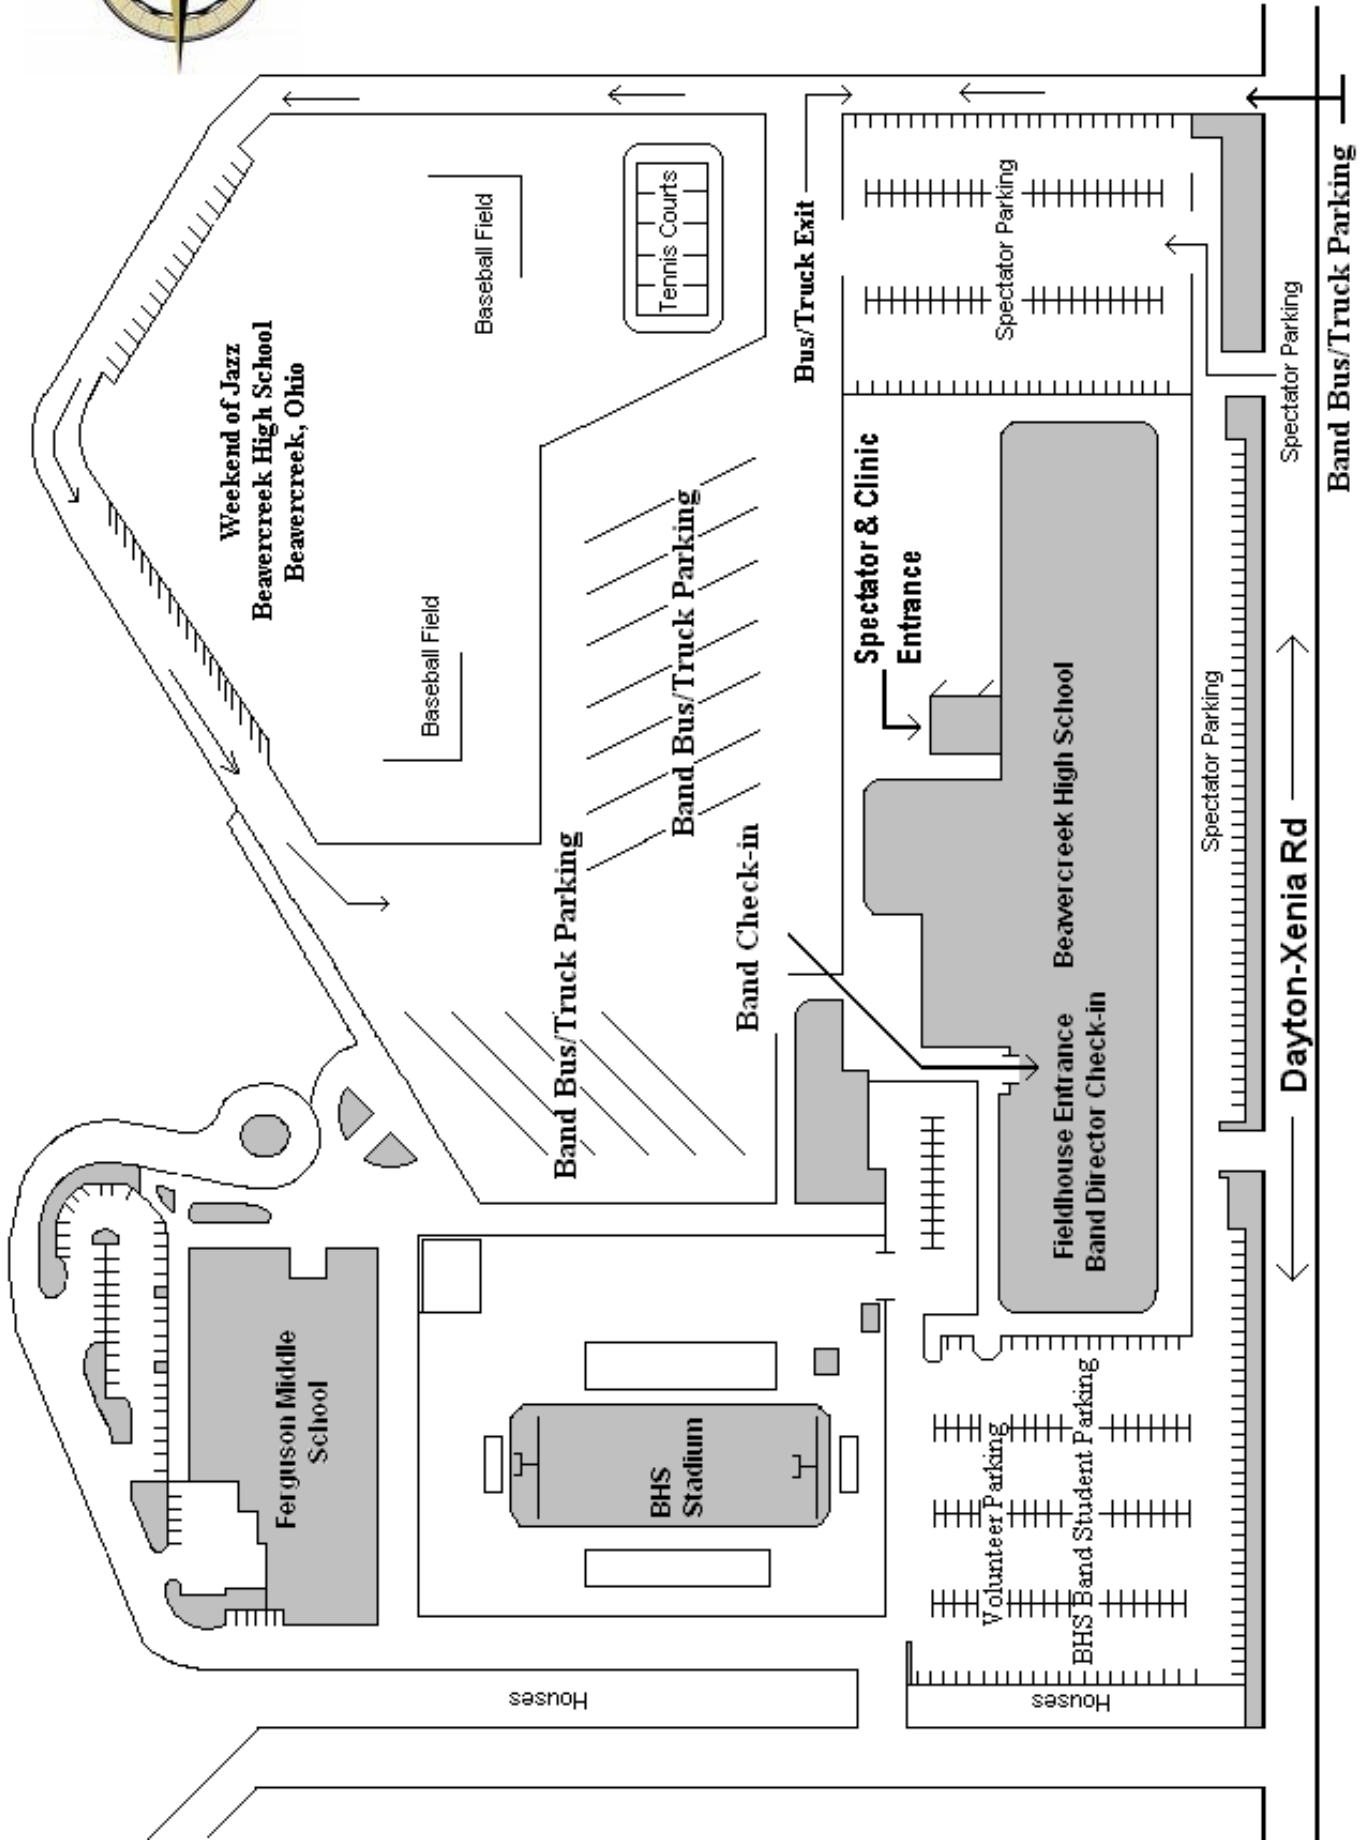 Weekend of Jazz
Beavercreek High School
Beavercreek, Ohio
Baseball Field
Baseball Field
Tennis Courts
Ferguson Middle
School
Houses
BHS
Stadium
Band Bus/Truck Parking
Band Bus/Truck Parking
Band Check-in
Bus/Truck Exit
Spectator & Clinic
Entrance
Spectator Parking
Fieldhouse Entrance
Band Director Check-in
Beavercreek High School
Volunteer Parking
BHS Band Student Parking
Houses
Spectator Parking
Spectator Parking
Dayton-Xenia Rd
Band Bus/Truck Parking